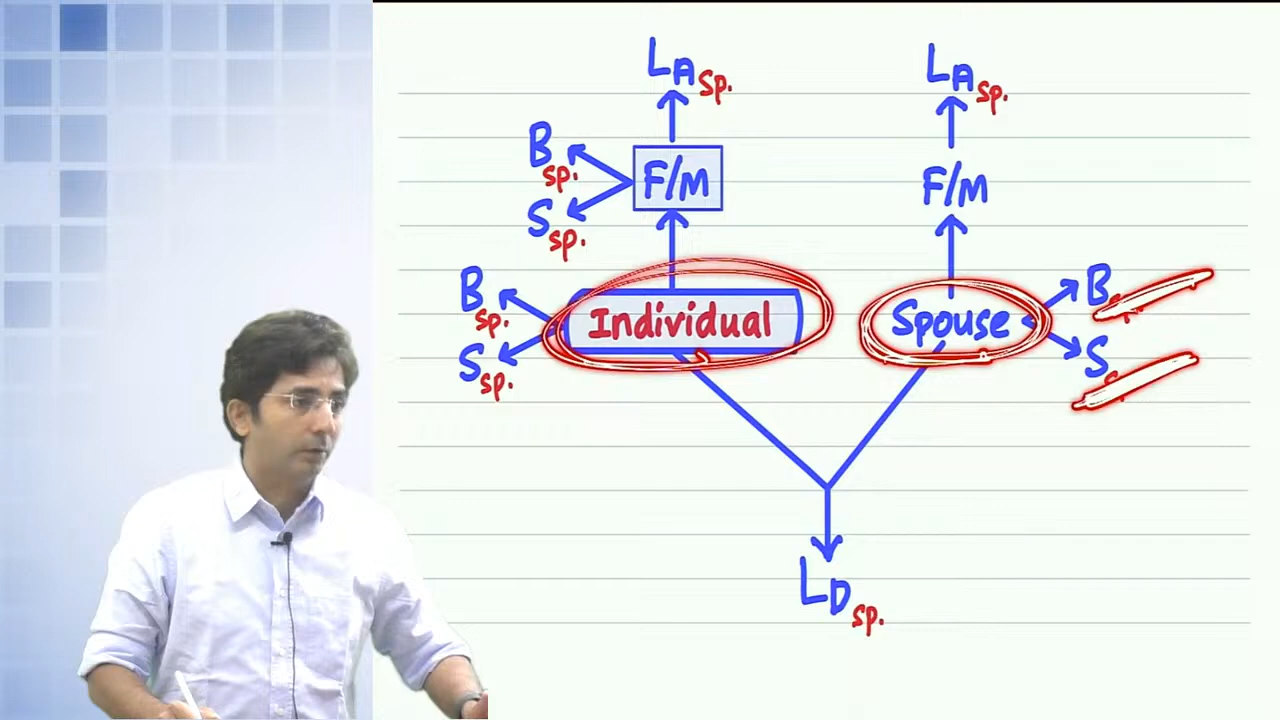 LA sp.
LA sp.
B sp.
F/M
F/M
S sp.
B sp.
Individual
Spouse
B
S sp.
S
LD sp.